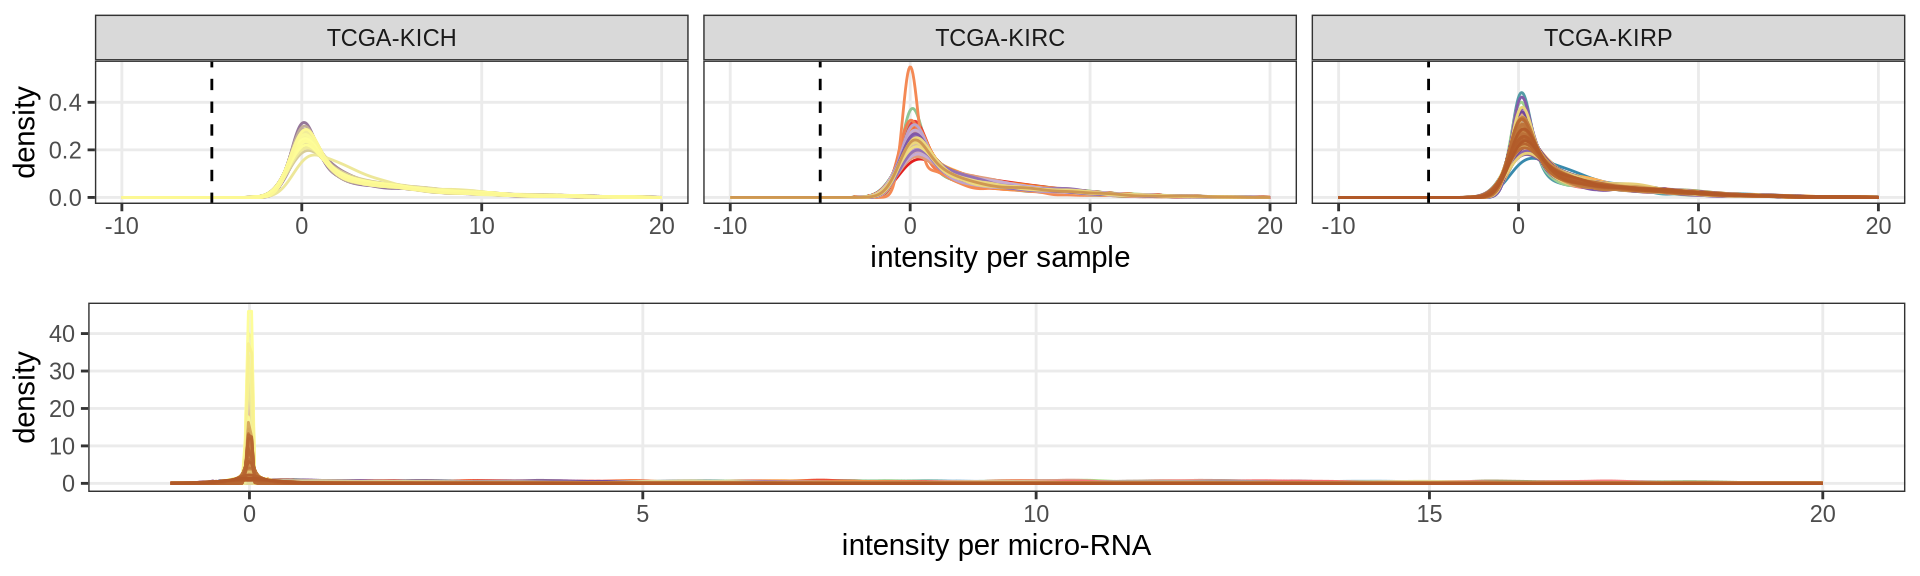 TCGA-KICH TCGA-KIRC TCGA-KIRP
density
0.4
0.2
0.0
-10 0 10 20 -10 0 10 20 -10 0 10 20
intensity per sample
density
40
30
20
10
0
0 5 10 15 20
intensity per micro-RNA